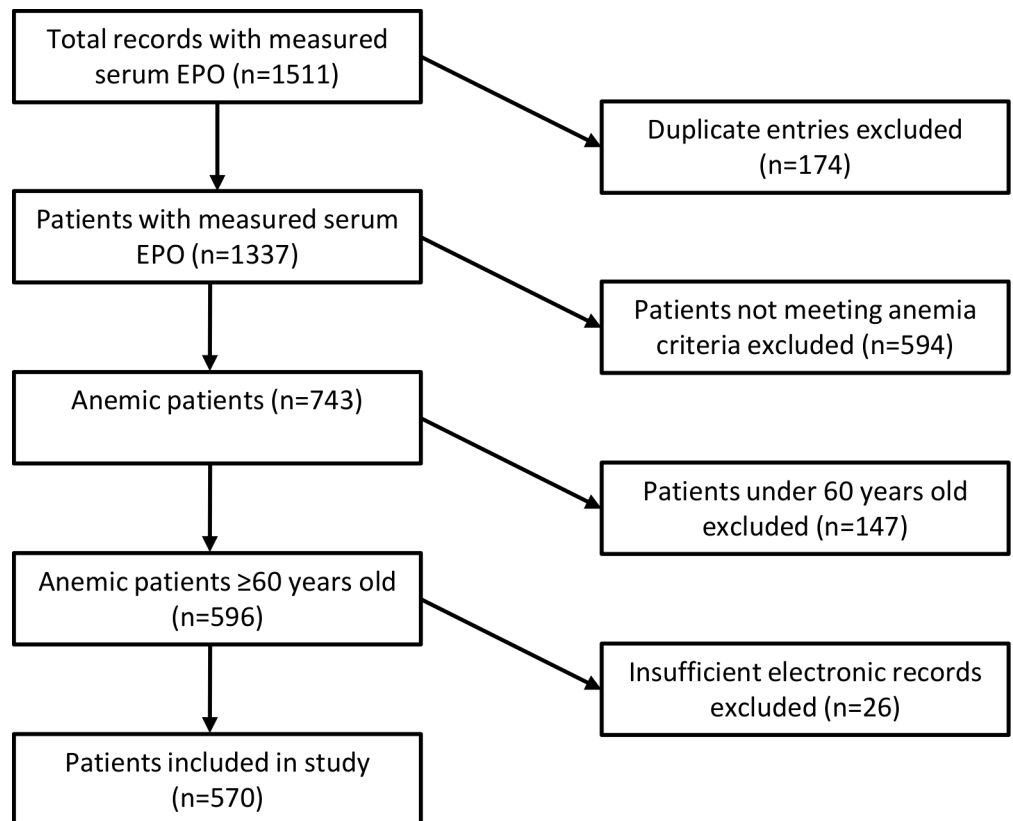 Total records with measured
serum EPO (n=1511)
Duplicate entries excluded
(n=174)
Patients with measured serum
EPO (n=1337)
Patients not meeting anemia
criteria excluded (n=594)
Anemic patients (n=743)
Patients under 60 years old
excluded (n=147)
Anemic patients ≥60 years old
(n=596)
Insufficient electronic records
excluded (n=26)
Patients included in study
(n=570)